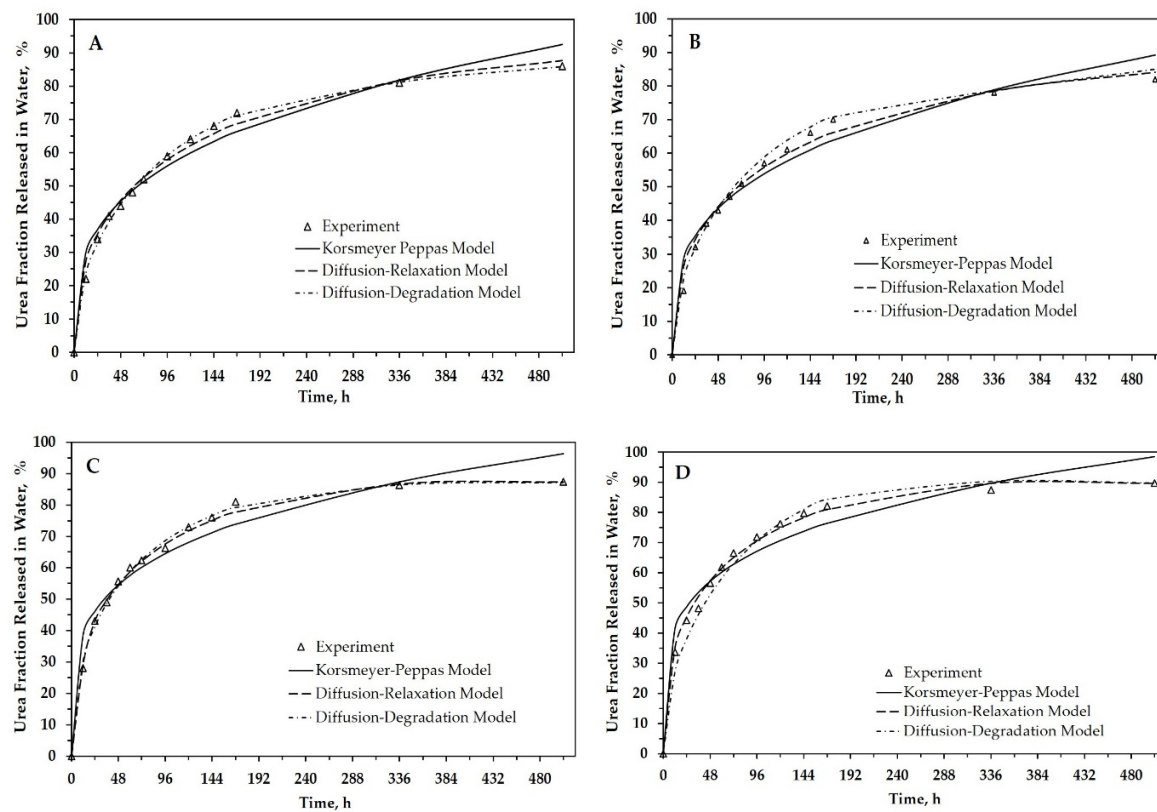 A
Urea Fraction Released in Water, %
100
90
80
70
60
50
40
30
20
10
0
Experiment
Korsmeyer Peppas Model
Diffusion-Relaxation Model
Diffusion-Degradation Model
0 48 96 144 192 240 288 336 384 432 480
Time, h
B
Urea Fraction Released in Water, %
100
90
80
70
60
50
40
30
20
10
0
Experiment
Korsmeyer-Peppas Model
Diffusion-Relaxation Model
Diffusion-Degradation Model
0 48 96 144 192 240 288 336 384 432 480
Time, h
C
Urea Fraction Released in Water, %
100
90
80
70
60
50
40
30
20
10
0
Experiment
Korsmeyer-Peppas Model
Diffusion-Relaxation Model
Diffusion-Degradation Model
0 48 96 144 192 240 288 336 384 432 480
Time, h
D
Urea Fraction Released in Water, %
100
90
80
70
60
50
40
30
20
10
0
Experiment
Korsmeyer-Peppas Model
Diffusion-Relaxation Model
Diffusion-Degradation Model
0 48 96 144 192 240 288 336 384 432 480
Time, h